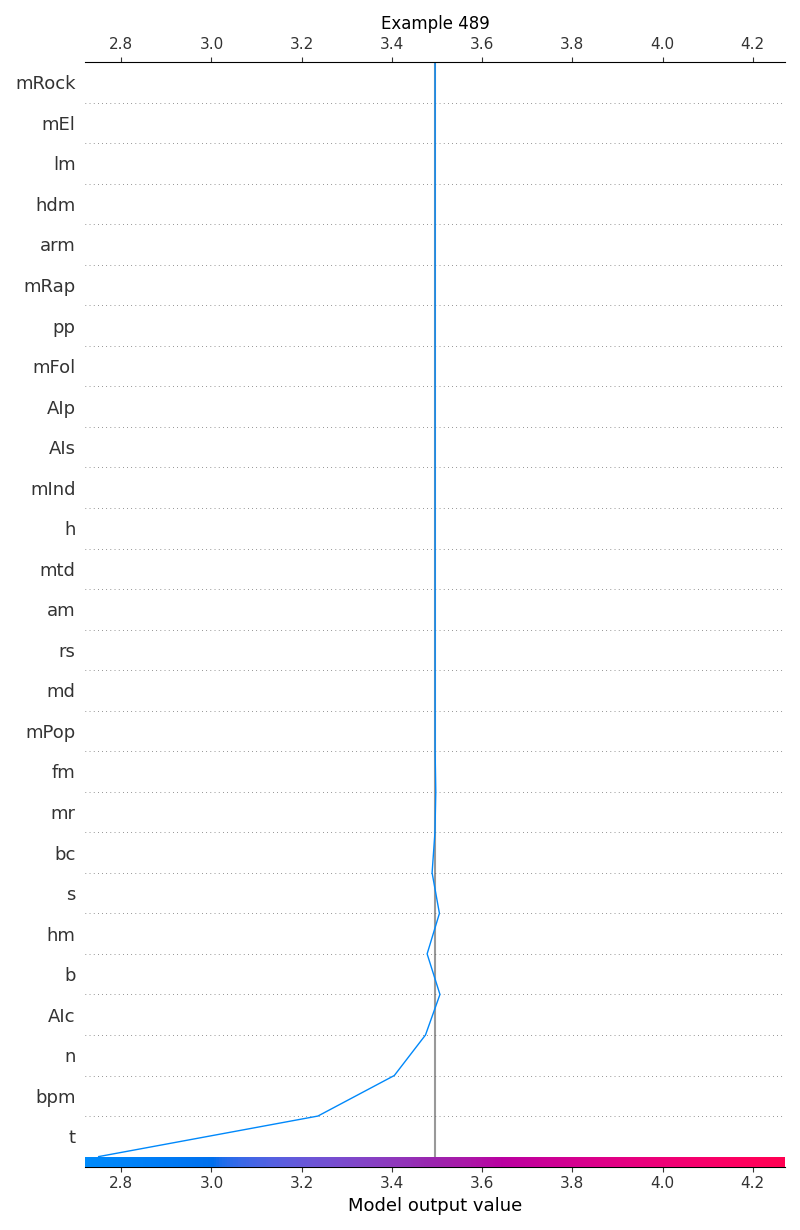 Example 489
2.8 3.0 3.2 3.4 3.6 3.8 4.0 4.2
mRock
mEl
lm
hdm
arm
mRap
pp
mFol
AIp
AIs
mInd
h
mtd
am
rs
md
mPop
fm
mr
bc
s
hm
b
AIc
n
bpm
t
2.8 3.0 3.2 3.4 3.6 3.8 4.0 4.2
Model output value